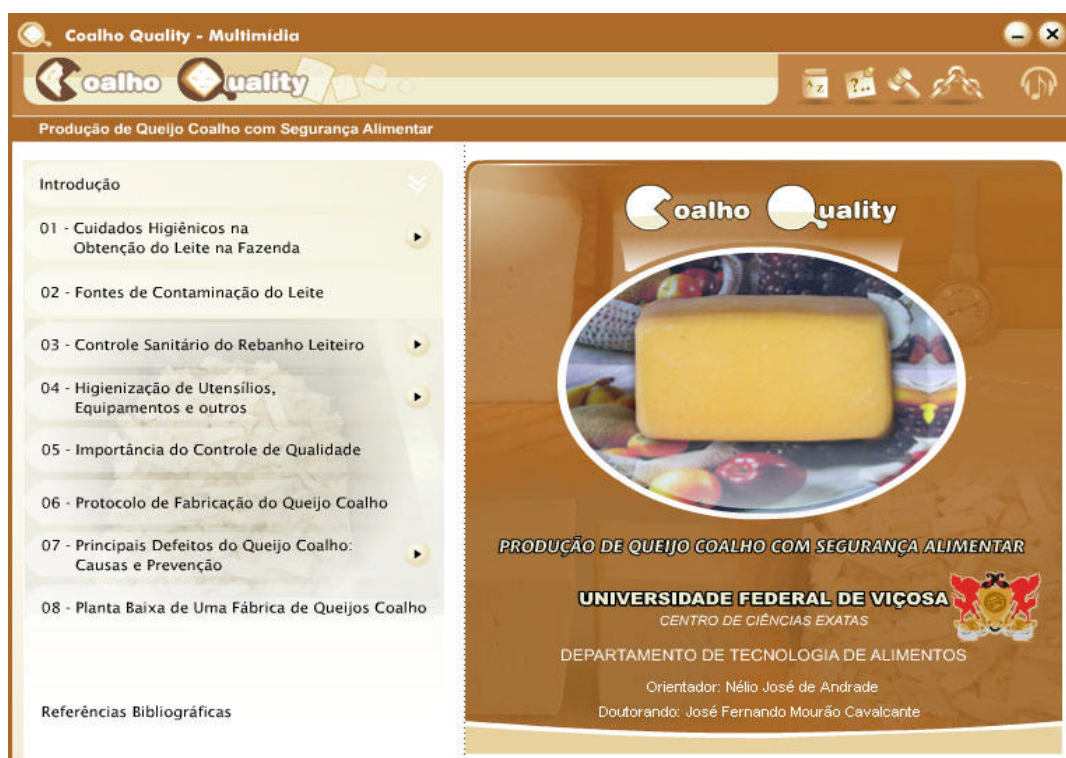 Coalho Quality - Multimídia
Coalho Quality
A Z
?..
Produção de Queijo Coalho com Segurança Alimentar
Introdução
01 - Cuidados Higiênicos na
Obtenção do Leite na Fazenda
02 - Fontes de Contaminação do Leite
03 - Controle Sanitário do Rebanho Leiteiro
04 - Higienização de Utensílios,
Equipamentos e outros
05 - Importância do Controle de Qualidade
06 - Protocolo de Fabricação do Queijo Coalho
07 - Principais Defeitos do Queijo Coalho:
Causas e Prevenção
08 - Planta Baixa de Uma Fábrica de Queijos Coalho
Referências Bibliográficas
Coalho Quality
PRODUÇÃO DE QUEIJO COALHO COM SEGURANÇA ALIMENTAR
UNIVERSIDADE FEDERAL DE VIÇOSA
CENTRO DE CIÊNCIAS EXATAS
DEPARTAMENTO DE TECNOLOGIA DE ALIMENTOS
Orientador: Nélio José de Andrade
Doutorando: José Fernando Mourão Cavalcante